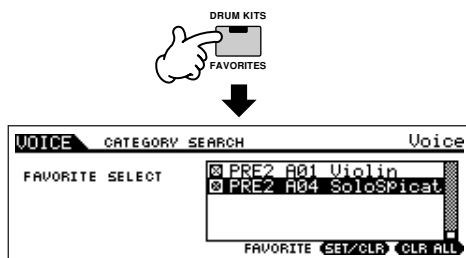 DRUM KITS
FAVORITES
VOICE CATEGORY SEARCH Voice
FAVORITE SELECT
PRE2 A01 Violin
PRE2 A04 SoloSpicat
FAVORITE SET/CLR CLR ALL